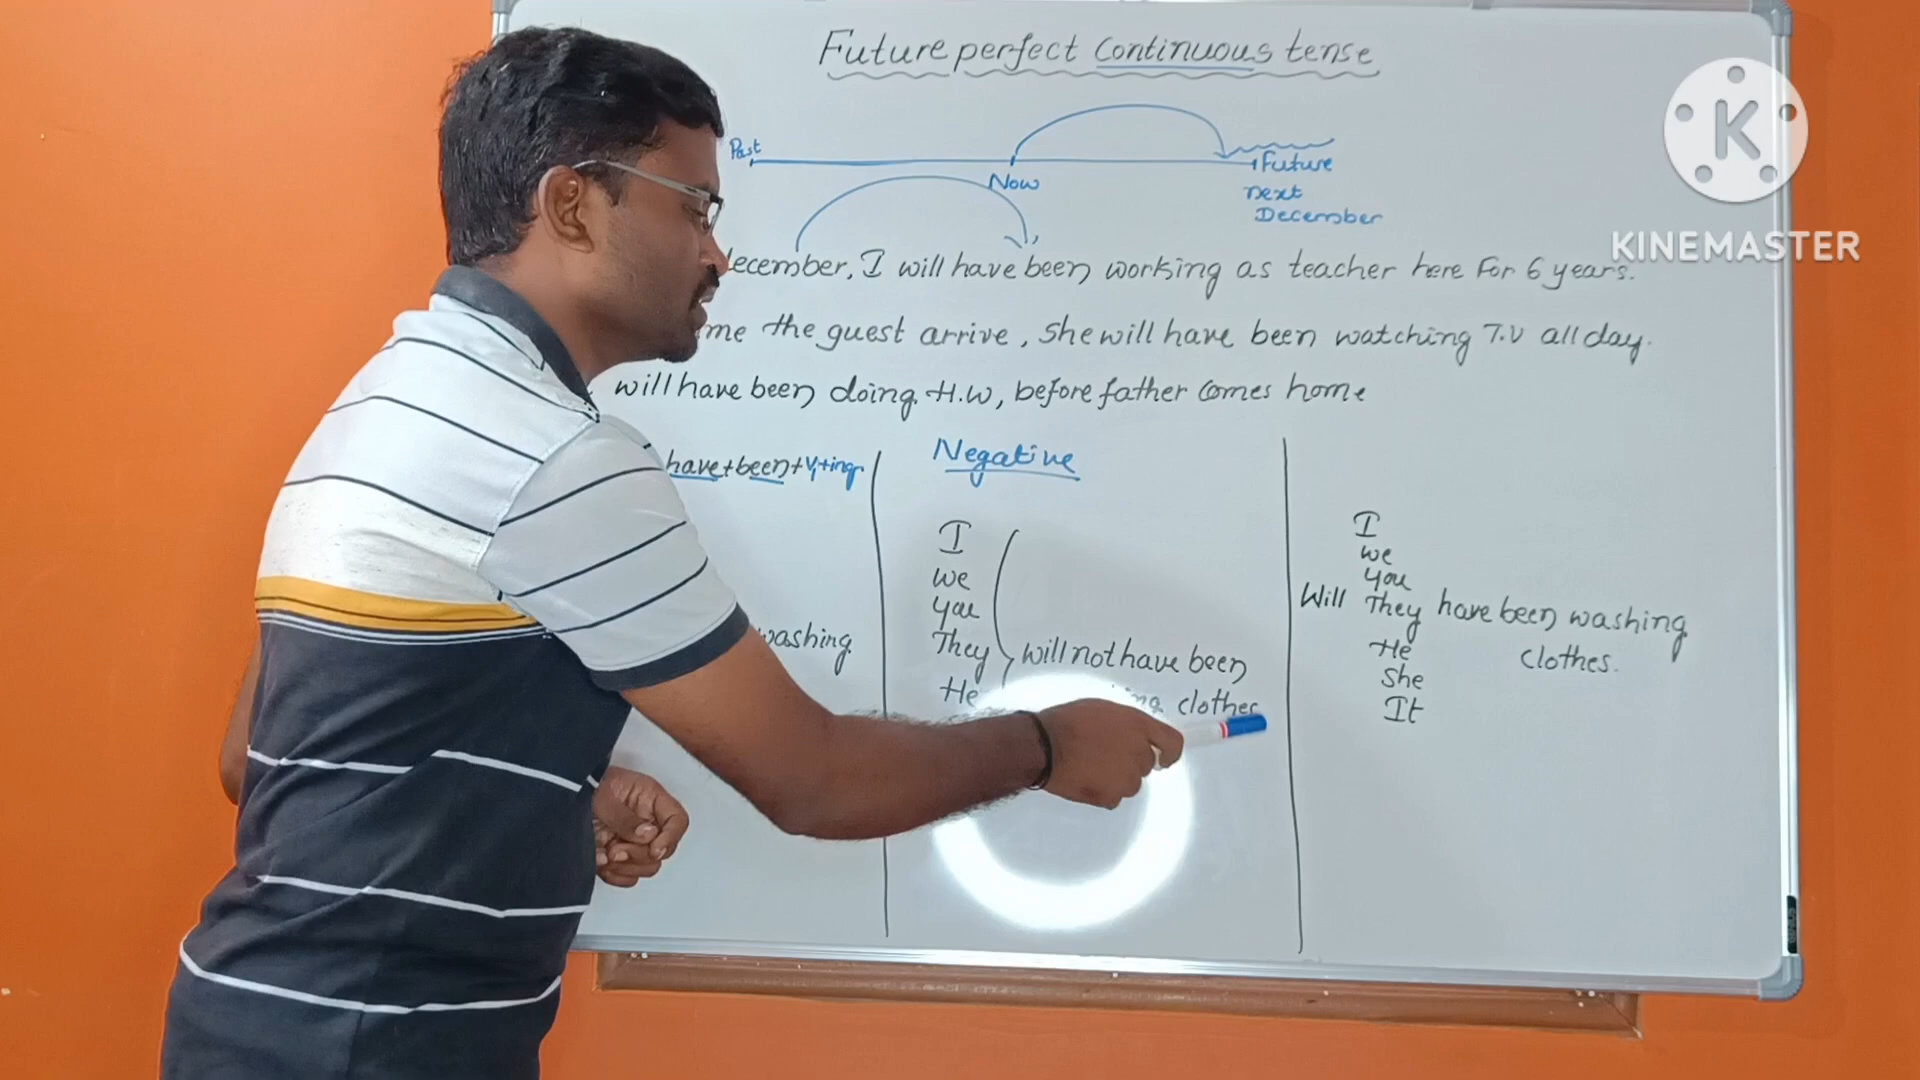 Future perfect continuous tense
Past
Now
Future
next
December
K
KINEMASTER
December, I will have been working as teacher here For 6 years.
the guest arrive, she will have been watching T.V all day.
will have been doing H.W, before father comes home
have+been+V1+ing
Negative
washing
I
we
you
They
He
will not have been
clothes
I
we
you
Will They have been washing
He
clothes.
She
It